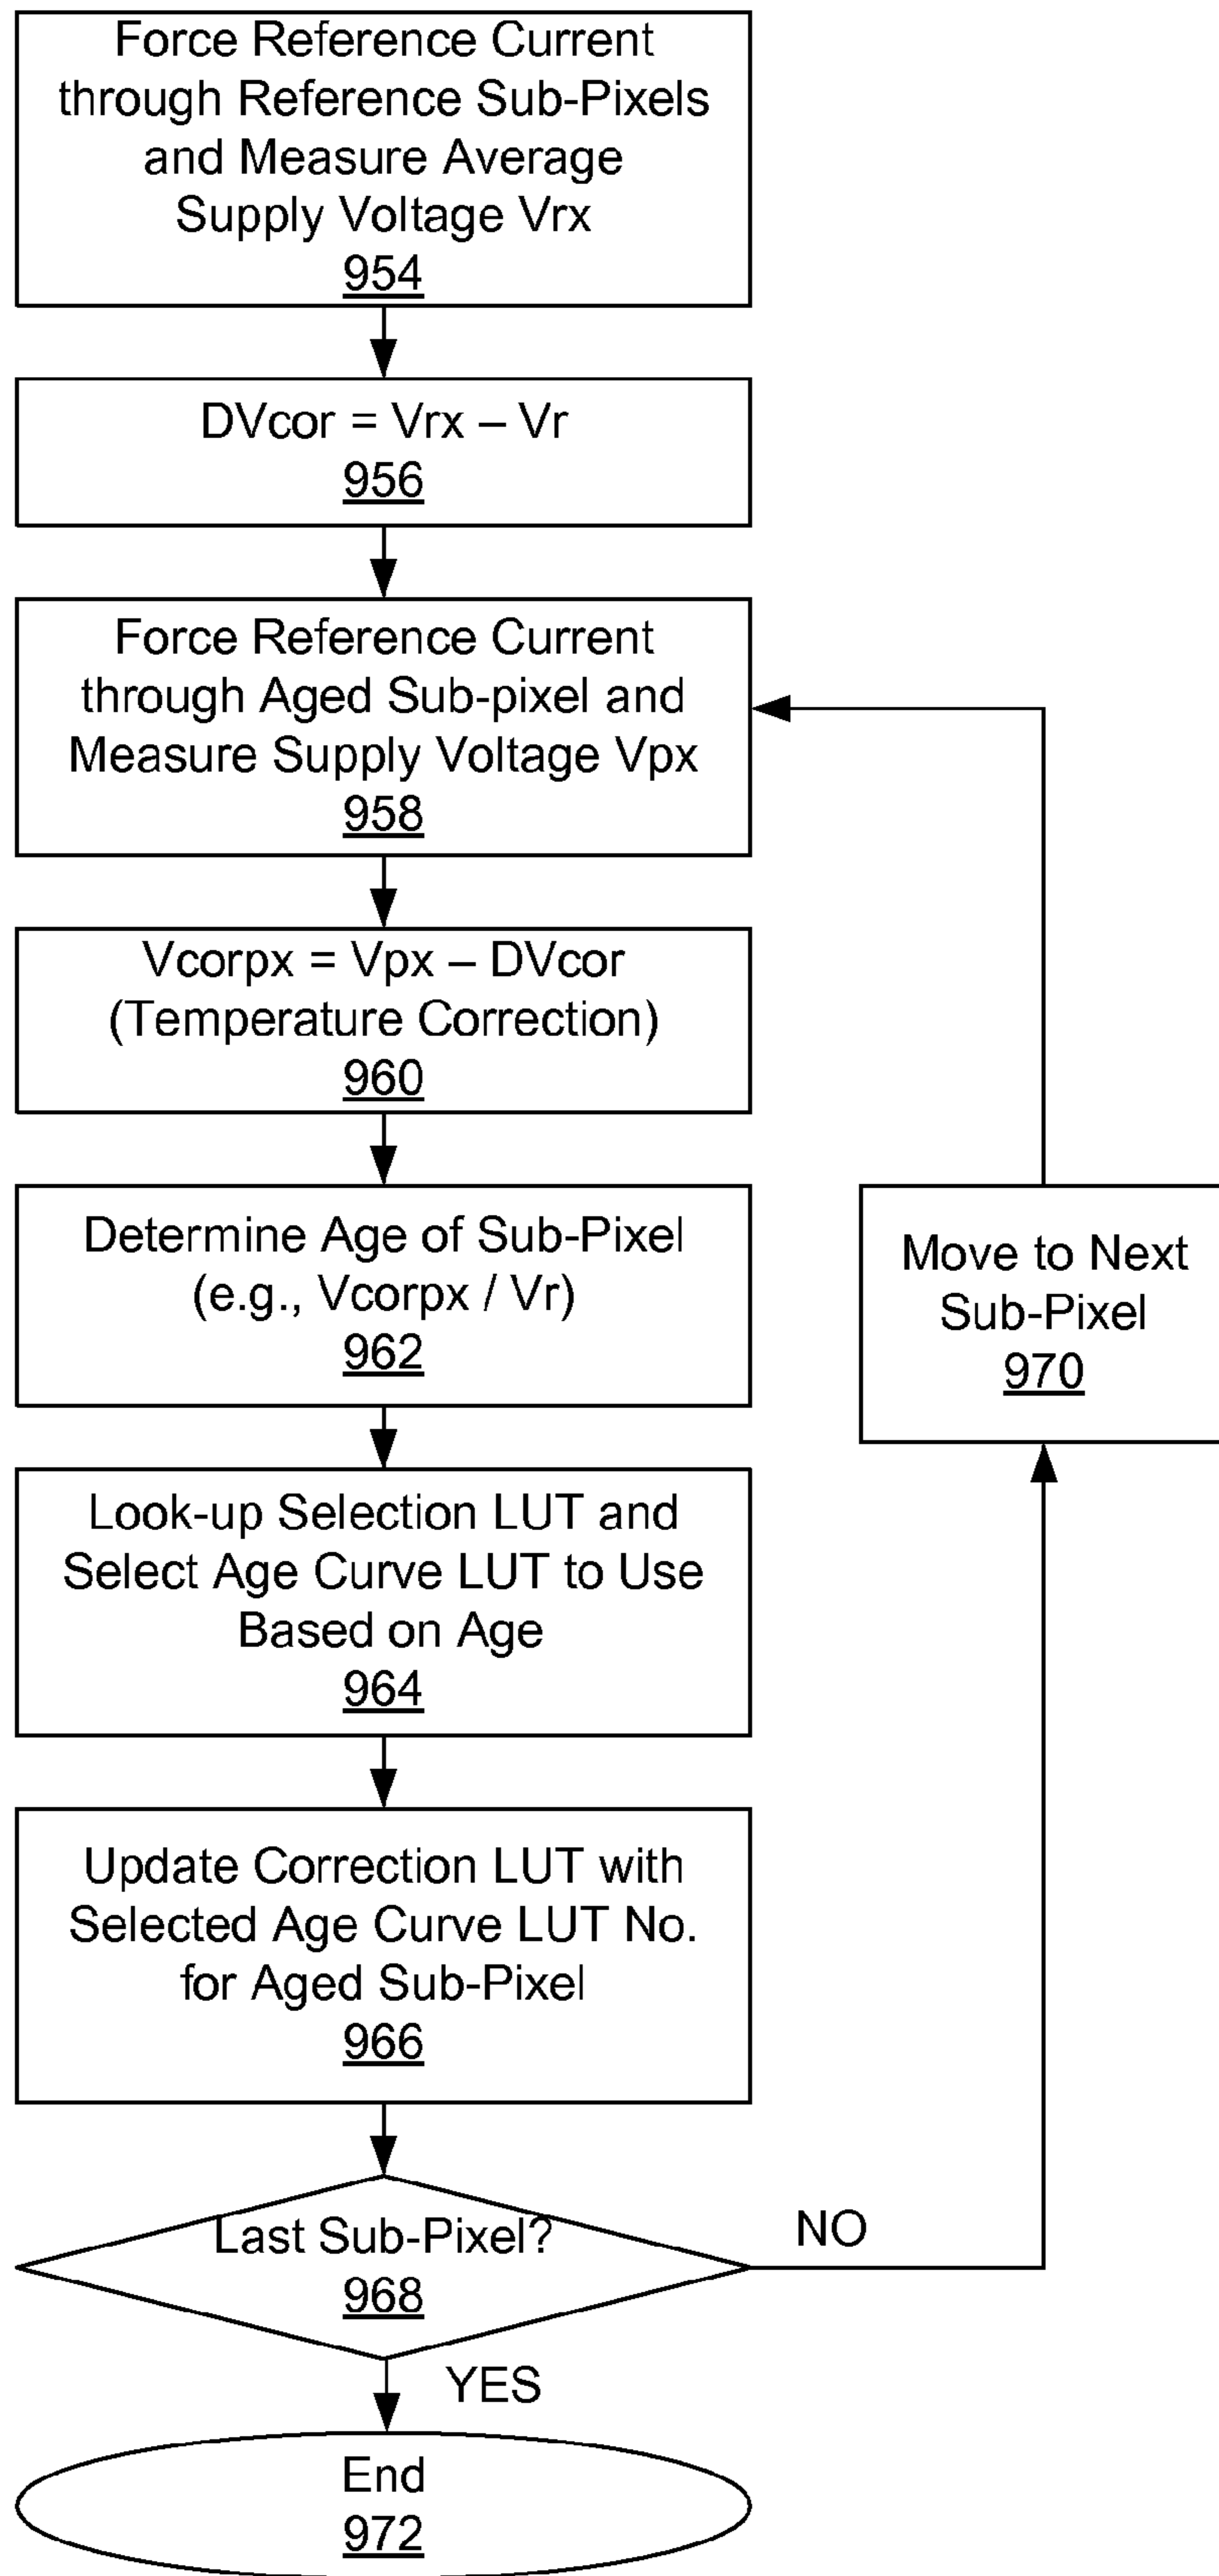 Force Reference Current
through Reference Sub-Pixels
and Measure Average
Supply Voltage Vrx
954
DVcor = Vrx – Vr
956
Force Reference Current
through Aged Sub-pixel and
Measure Supply Voltage Vpx
958
Vcorpx = Vpx – DVcor
(Temperature Correction)
960
Determine Age of Sub-Pixel
(e.g., Vcorpx / Vr)
962
Move to Next
Sub-Pixel
970
Look-up Selection LUT and
Select Age Curve LUT to Use
Based on Age
964
Update Correction LUT with
Selected Age Curve LUT No.
for Aged Sub-Pixel
966
Last Sub-Pixel?
968
NO
YES
End
972